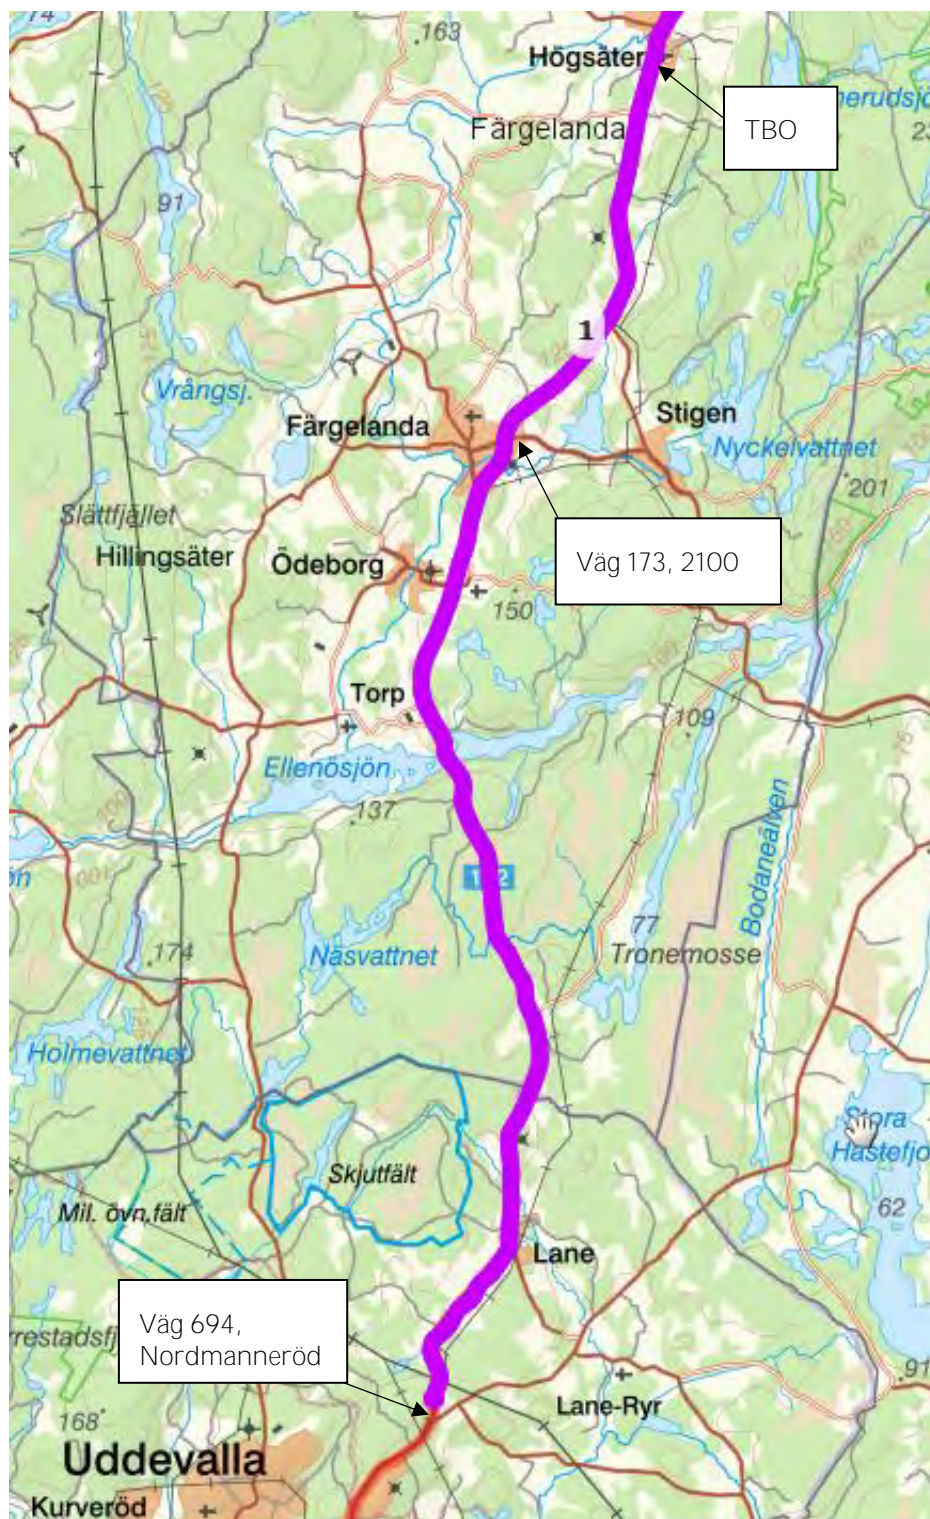 74
163
Högsäter
TBO
Färgelanda
91
1
Vrångsj.
Färgelanda
Stigen
Nyckelvattnet
201
Slättfjället
Hillingsäter
Ödeborg
Väg 173, 2100
150
Torp
109
Ellenösjön
137
Bodaneälven
77
Tronemosse
Näsvattnet
174
Holmevattnet
Stora
Skjutfält
62
Mil. övn.fält
Lane
Väg 694,
Nordmanneröd
91
Lane-Ryr
168
Uddevalla
Kurveröd